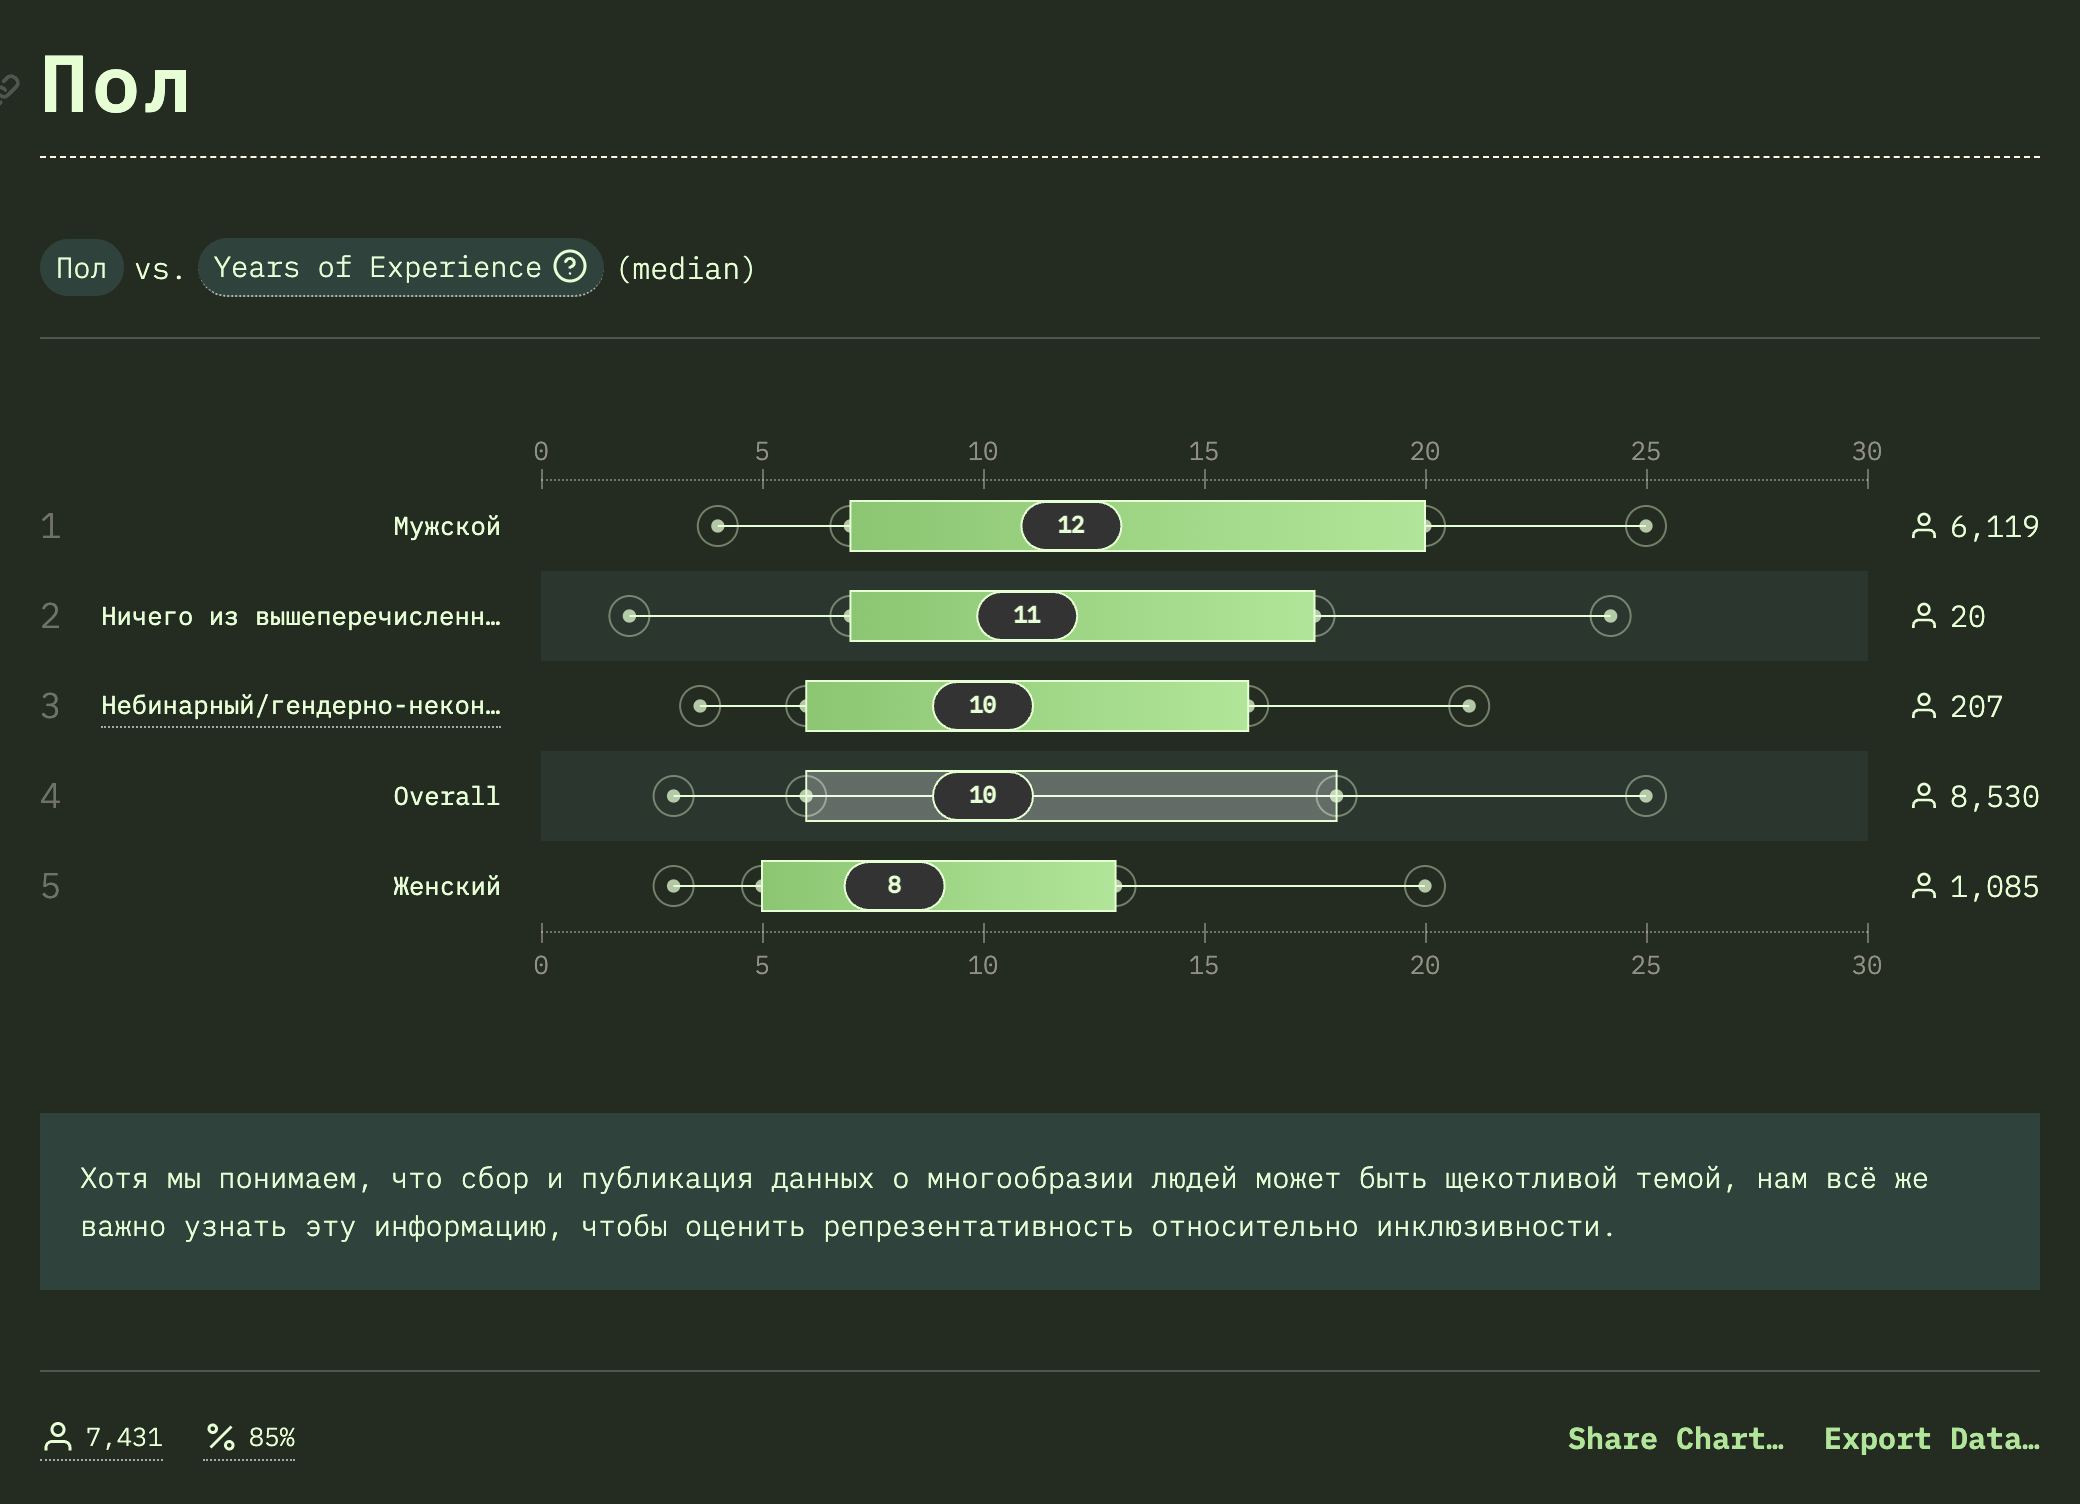 Пол
Пол vs. Years of Experience (median)
0 5 10 15 20 25 30
1 Мужской 12 6,119
2 Ничего из вышеперечисленн… 11 20
3 Небинарный/гендерно-некон… 10 207
4 Overall 10 8,530
5 Женский 8 1,085
0 5 10 15 20 25 30
Хотя мы понимаем, что сбор и публикация данных о многообразии людей может быть щекотливой темой, нам всё же
важно узнать эту информацию, чтобы оценить репрезентативность относительно инклюзивности.
7,431 85% Share Chart… Export Data…